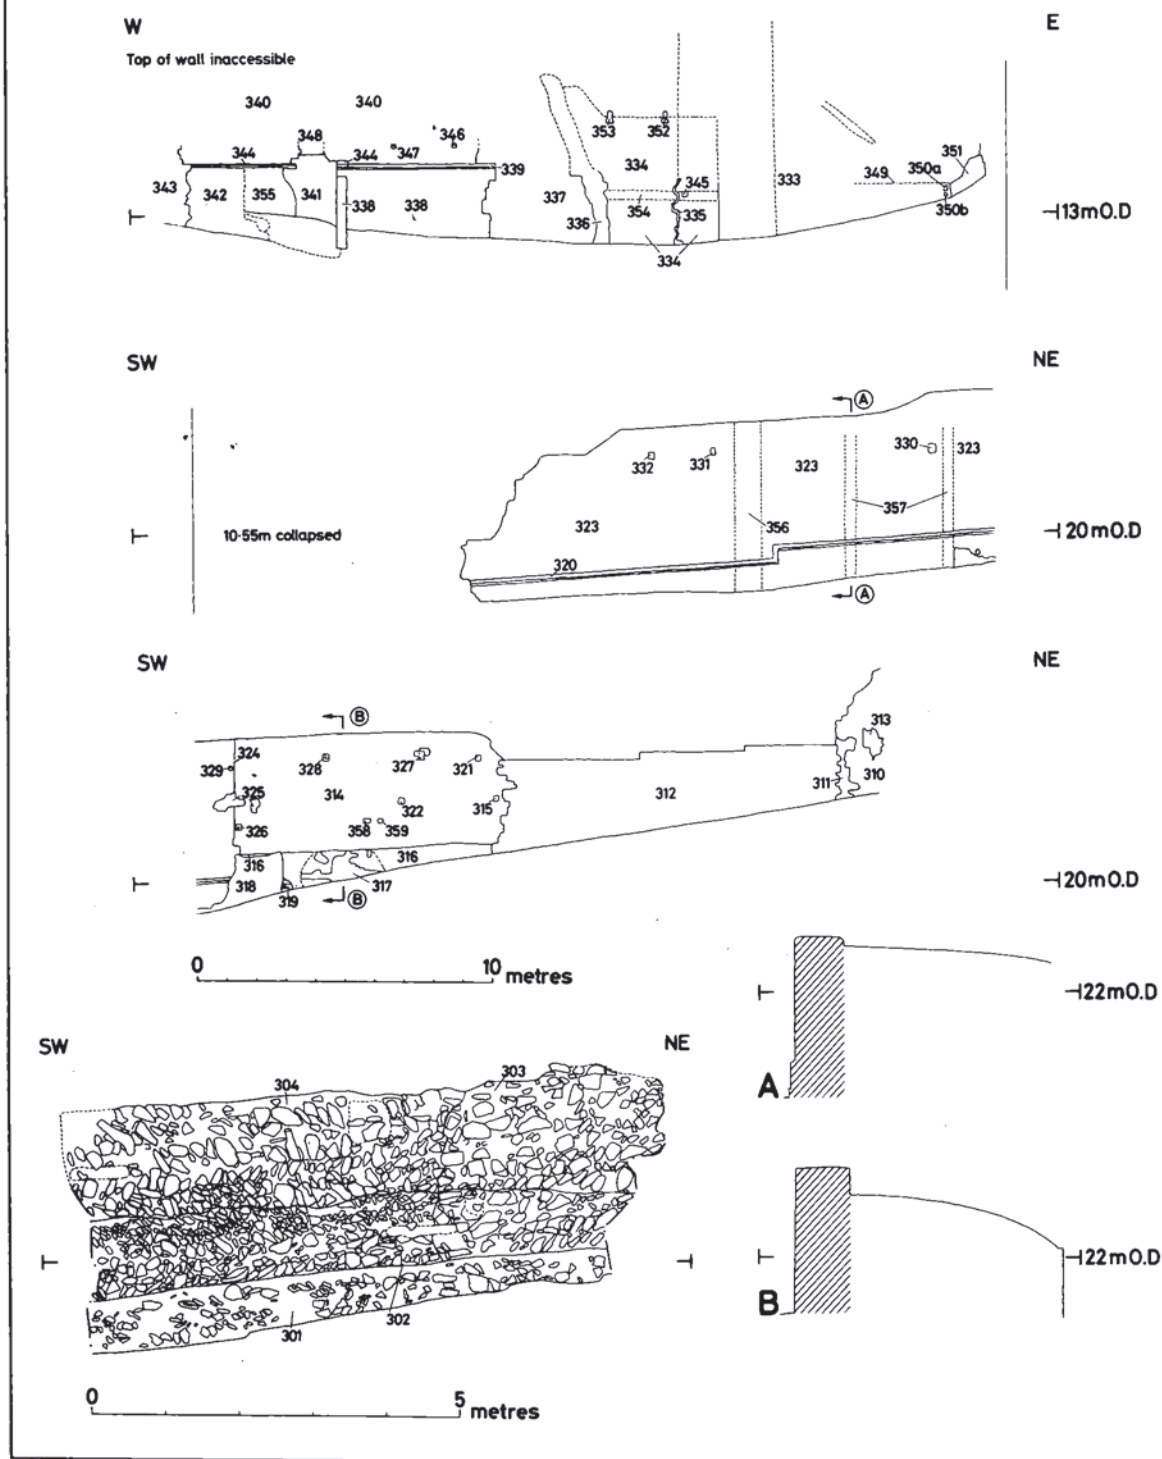 W E
Top of wall inaccessible
340 340
348 346
344 344 347 339
343 342 355 341 338 338
353 352
334
337 345 333 349 350a 351
336 354 335 350b
334
13m O.D
SW NE
332 331 323 330 323
357
323 356
10·55m collapsed
20m O.D
320
A
A
SW NE
B
324 313
329 328 327 321
325 314 322 315 312 311 310
326 358 359
316 316
318 317
319
B
20m O.D
0 10 metres
22m O.D
A
SW NE
304 303
301 302
22m O.D
B
0 5 metres